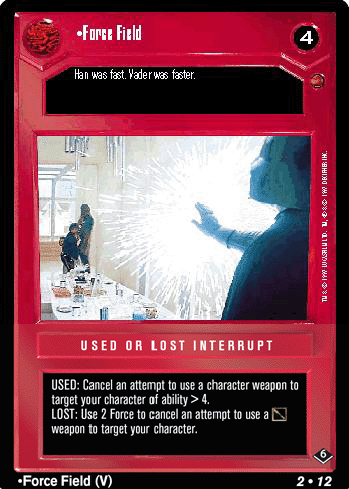 •Force Field
4
Han was fast. Vader was faster.
USED OR LOST INTERRUPT
USED: Cancel an attempt to use a character weapon to
target your character of ability > 4.
LOST: Use 2 Force to cancel an attempt to use a
weapon to target your character.
6
•Force Field (V)
2 • 12